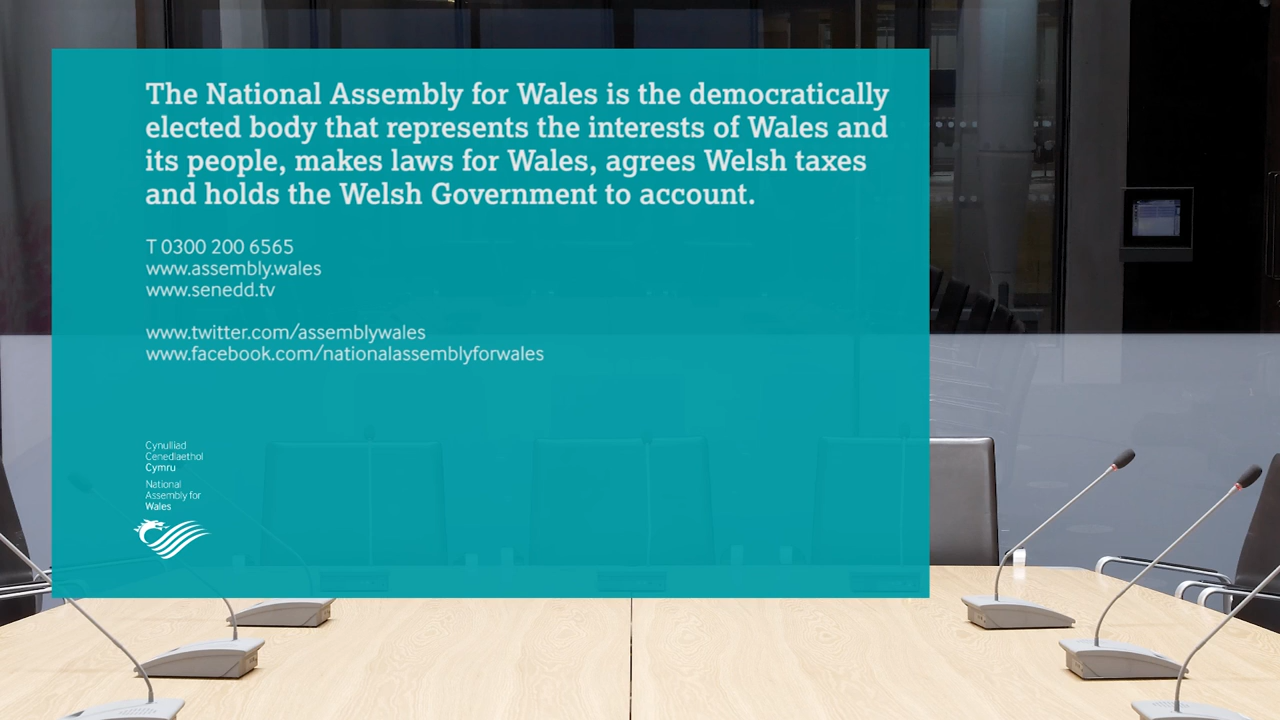 The National Assembly for Wales is the democratically
elected body that represents the interests of Wales and
its people, makes laws for Wales, agrees Welsh taxes
and holds the Welsh Government to account.
T 0300 200 6565
www.assembly.wales
www.senedd.tv
www.twitter.com/assemblywales
www.facebook.com/nationalassemblyforwales
Cynulliad
Cenedlaethol
Cymru
National
Assembly for
Wales